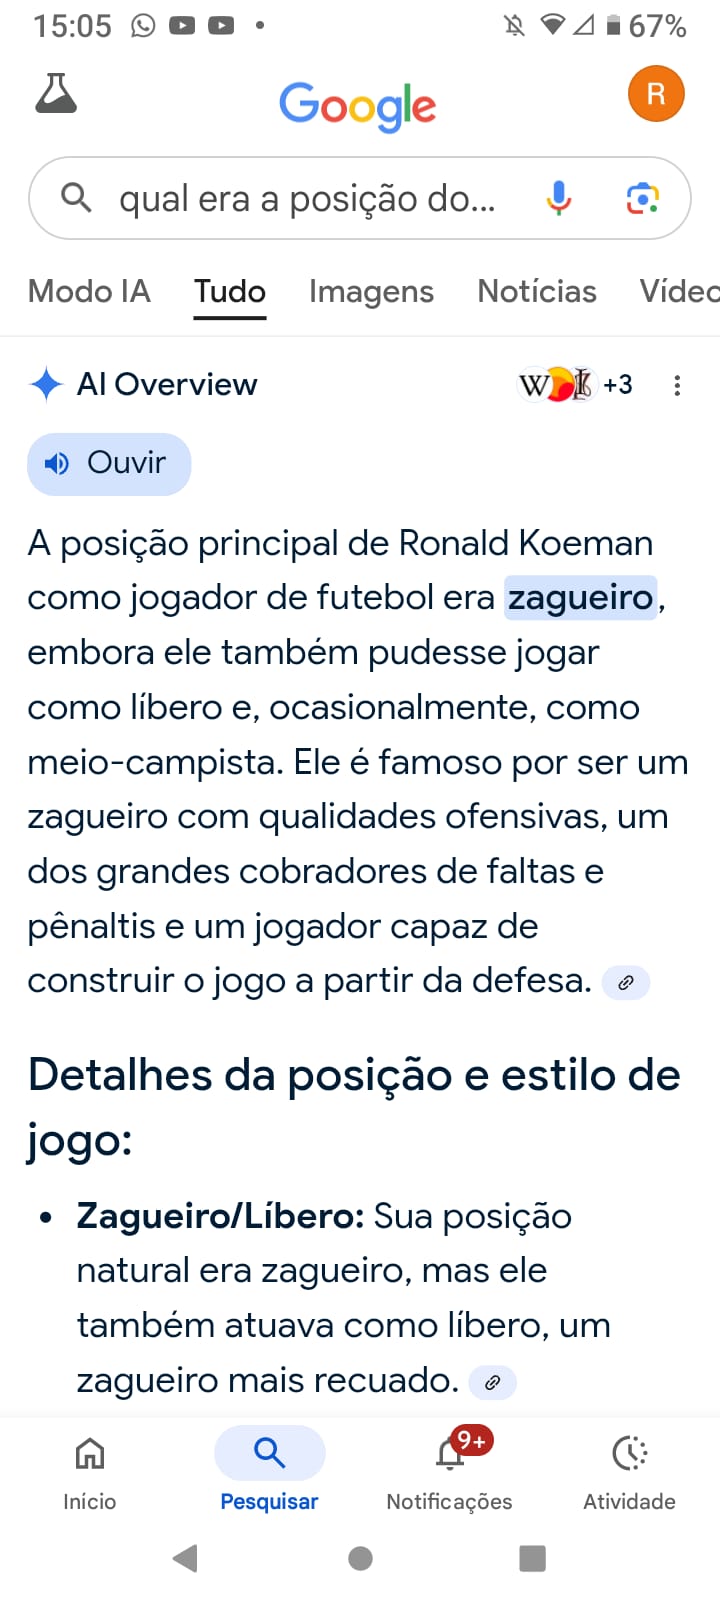 15:05 67%
Google
R
qual era a posição do...
Modo IA Tudo Imagens Notícias Vídeo
AI Overview W +3
Ouvir
A posição principal de Ronald Koeman
como jogador de futebol era zagueiro,
embora ele também pudesse jogar
como líbero e, ocasionalmente, como
meio-campista. Ele é famoso por ser um
zagueiro com qualidades ofensivas, um
dos grandes cobradores de faltas e
pênaltis e um jogador capaz de
construir o jogo a partir da defesa.
Detalhes da posição e estilo de
jogo:
• Zagueiro/Líbero: Sua posição
natural era zagueiro, mas ele
também atuava como líbero, um
zagueiro mais recuado.
9+
Início Pesquisar Notificações Atividade